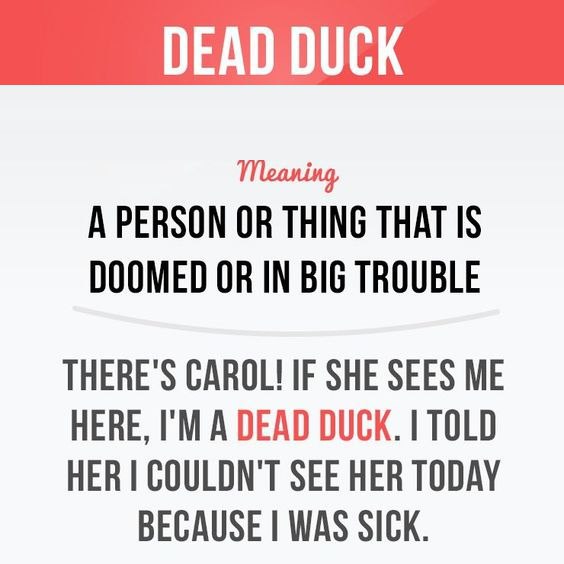 DEAD DUCK
Meaning
A PERSON OR THING THAT IS
DOOMED OR IN BIG TROUBLE
THERE'S CAROL! IF SHE SEES ME
HERE, I'M A DEAD DUCK. I TOLD
HER I COULDN'T SEE HER TODAY
BECAUSE I WAS SICK.